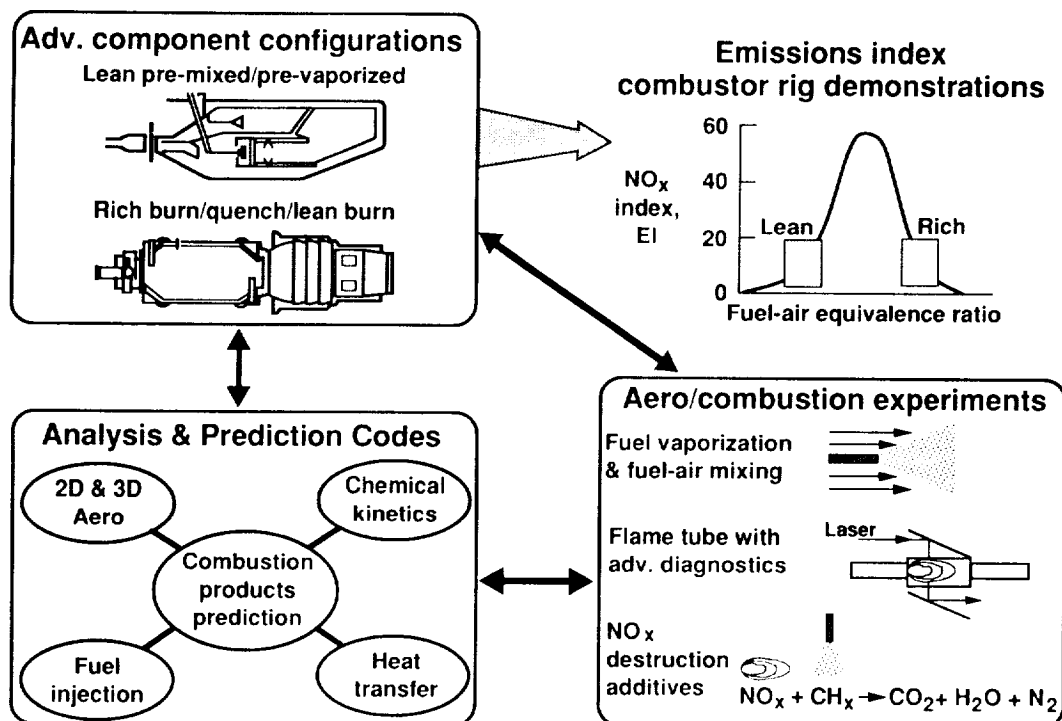 Adv. component configurations
Lean pre-mixed/pre-vaporized
Rich burn/quench/lean burn
Emissions index
combustor rig demonstrations
60
40
20
0
NOx
index,
EI
Lean
Rich
Fuel-air equivalence ratio
Analysis & Prediction Codes
2D & 3D
Aero
Chemical
kinetics
Combustion
products
prediction
Fuel
injection
Heat
transfer
Aero/combustion experiments
Fuel vaporization
& fuel-air mixing
Flame tube with
adv. diagnostics
Laser
NOx
destruction
additives
NOx + CHx → CO2 + H2O + N2